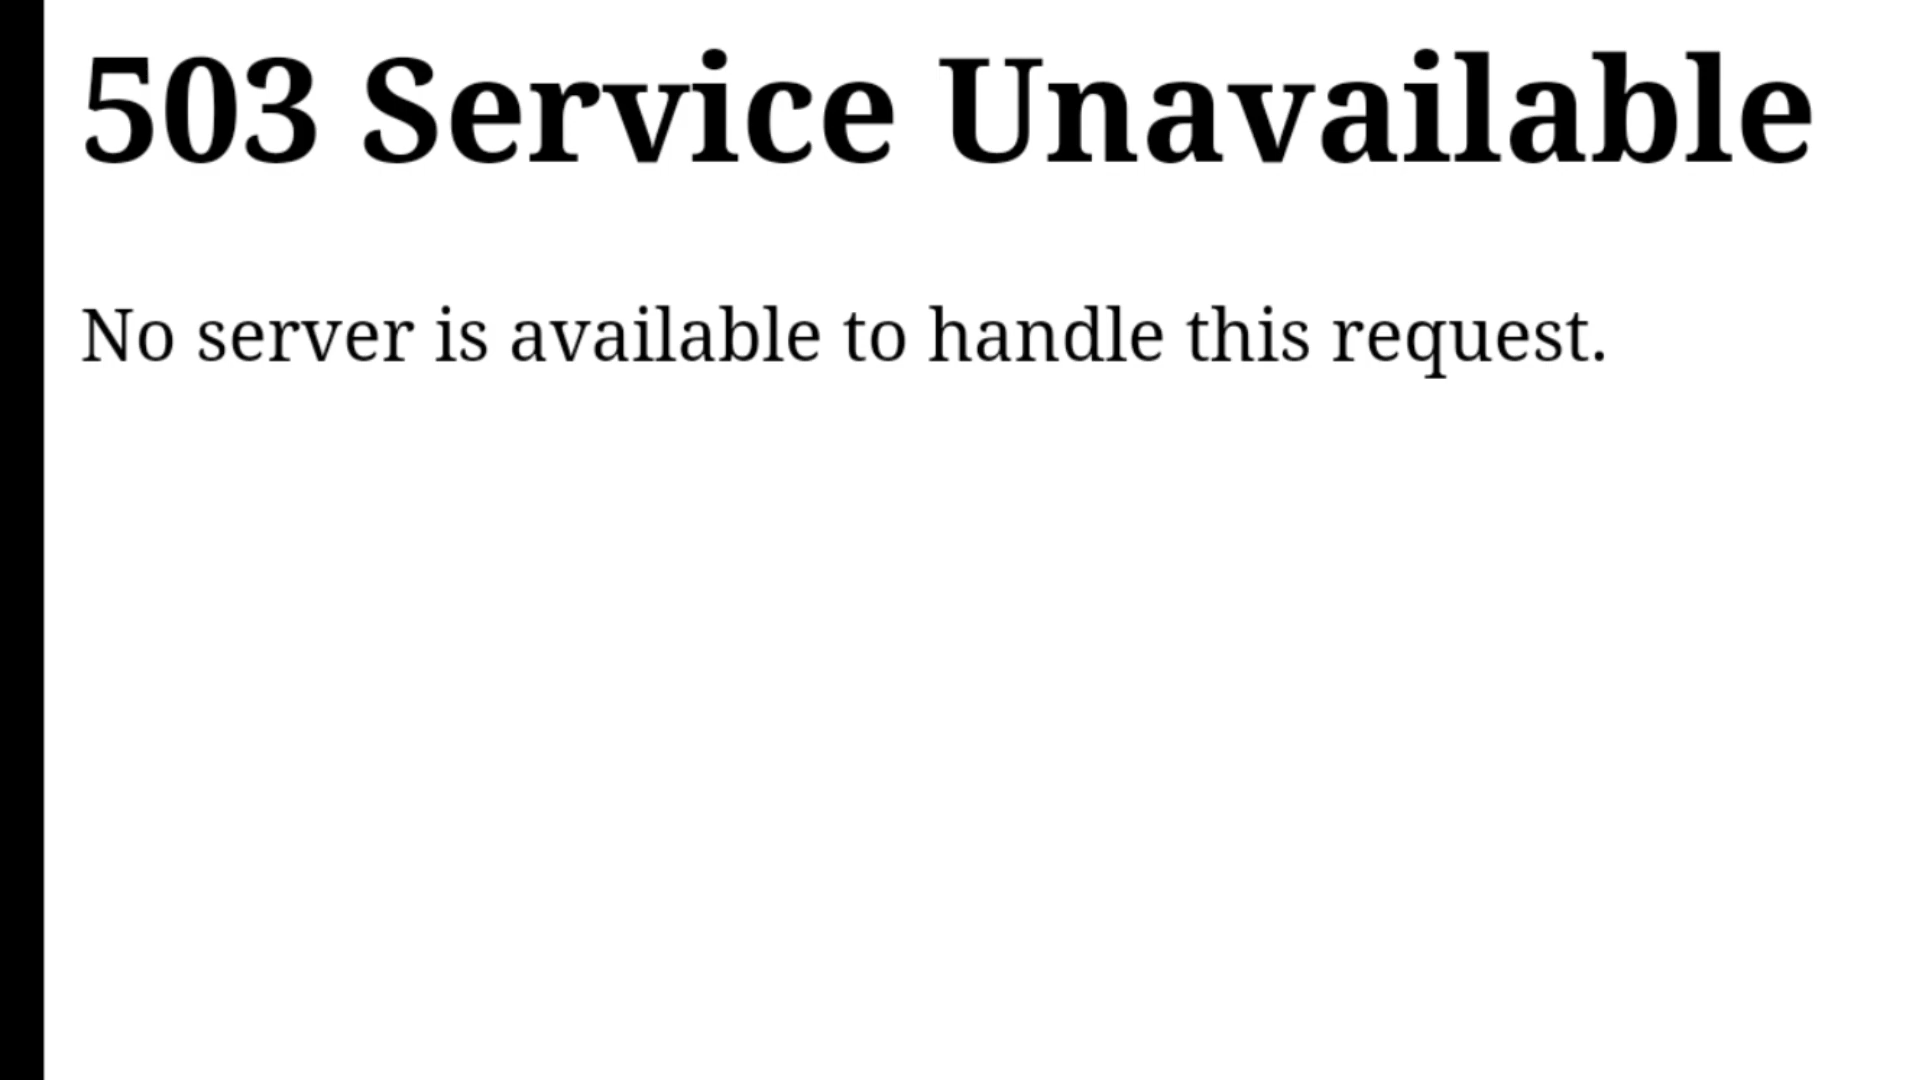 503 Service Unavailable
No server is available to handle this request.